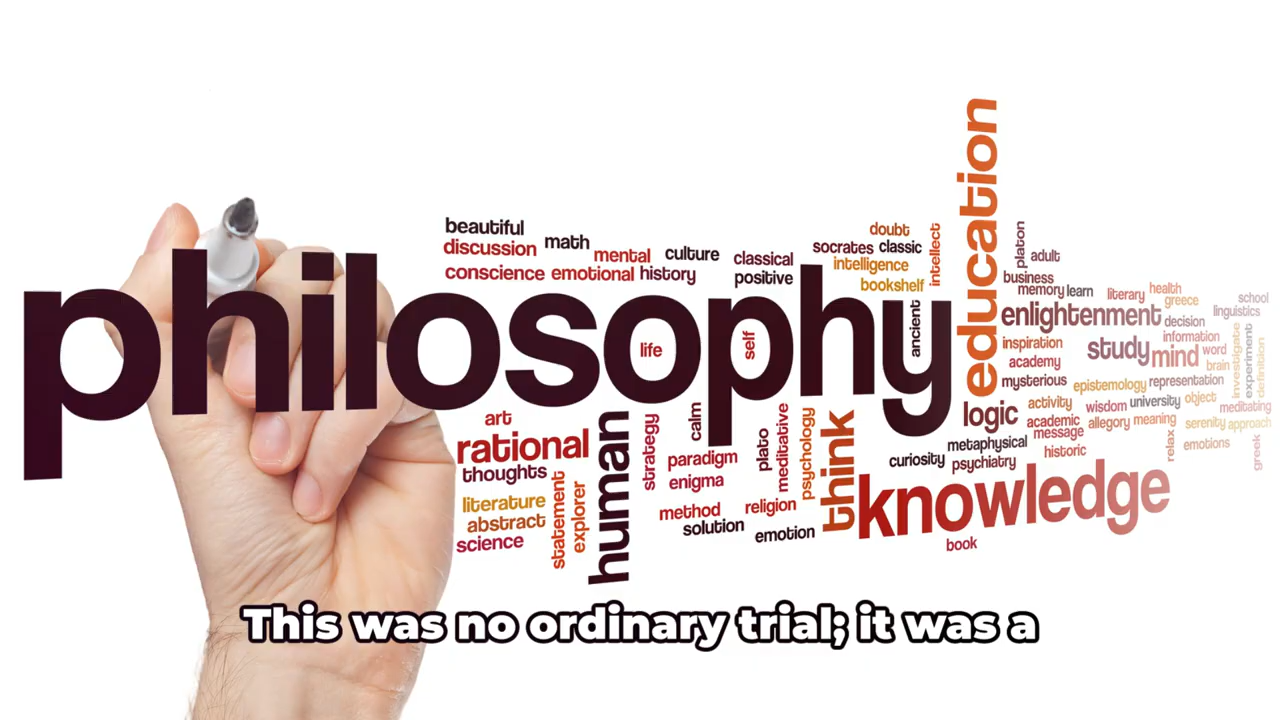 beautiful
discussion
math
mental
culture
conscience
emotional
history
classical
positive
doubt
socrates
classic
intelligence
bookshelf
intellect
education
platon
adult
business
memory
learn
literary
health
greece
school
linguistics
enlightenment
decision
information
inspiration
study
mind
word
brain
academy
mysterious
epistemology
representation
investigate
experiment
definition
philosophy
life
self
ancient
logic
activity
wisdom
university
object
meditating
academic
allegory
meaning
serenity
approach
message
metaphysical
historic
relax
emotions
greek
curiosity
psychiatry
art
rational
thoughts
literature
abstract
science
statement
explorer
human
strategy
calm
paradigm
enigma
plato
meditative
psychology
think
method
religion
solution
emotion
knowledge
book
This was no ordinary trial; it was a